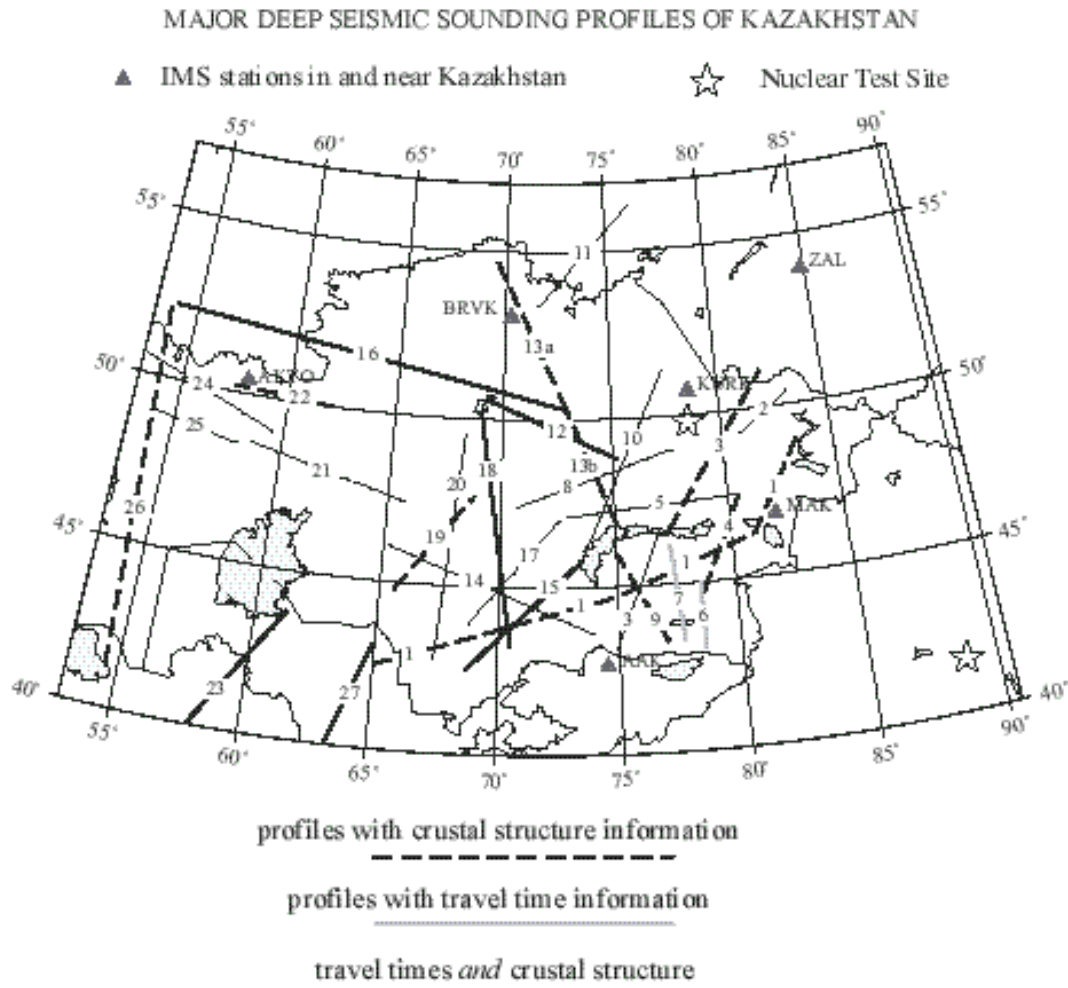 MAJOR DEEP SEISMIC SOUNDING PROFILES OF KAZAKHSTAN
IMS stations in and near Kazakhstan
Nuclear Test Site
55° 60° 65° 70° 75° 80° 85° 90°
55° 55°
11
ZAL
BRVK
13a
16
50° 50°
24
22
2
25
12
10
3
13b
21
18
8
20
1
5
MAK
26
4
45° 45°
19
17
1
14
15
7
1
3
9
6
1
AAK
23
27
40° 40°
55° 60° 65° 70° 75° 80° 85° 90°
profiles with crustal structure information
profiles with travel time information
travel times and crustal structure